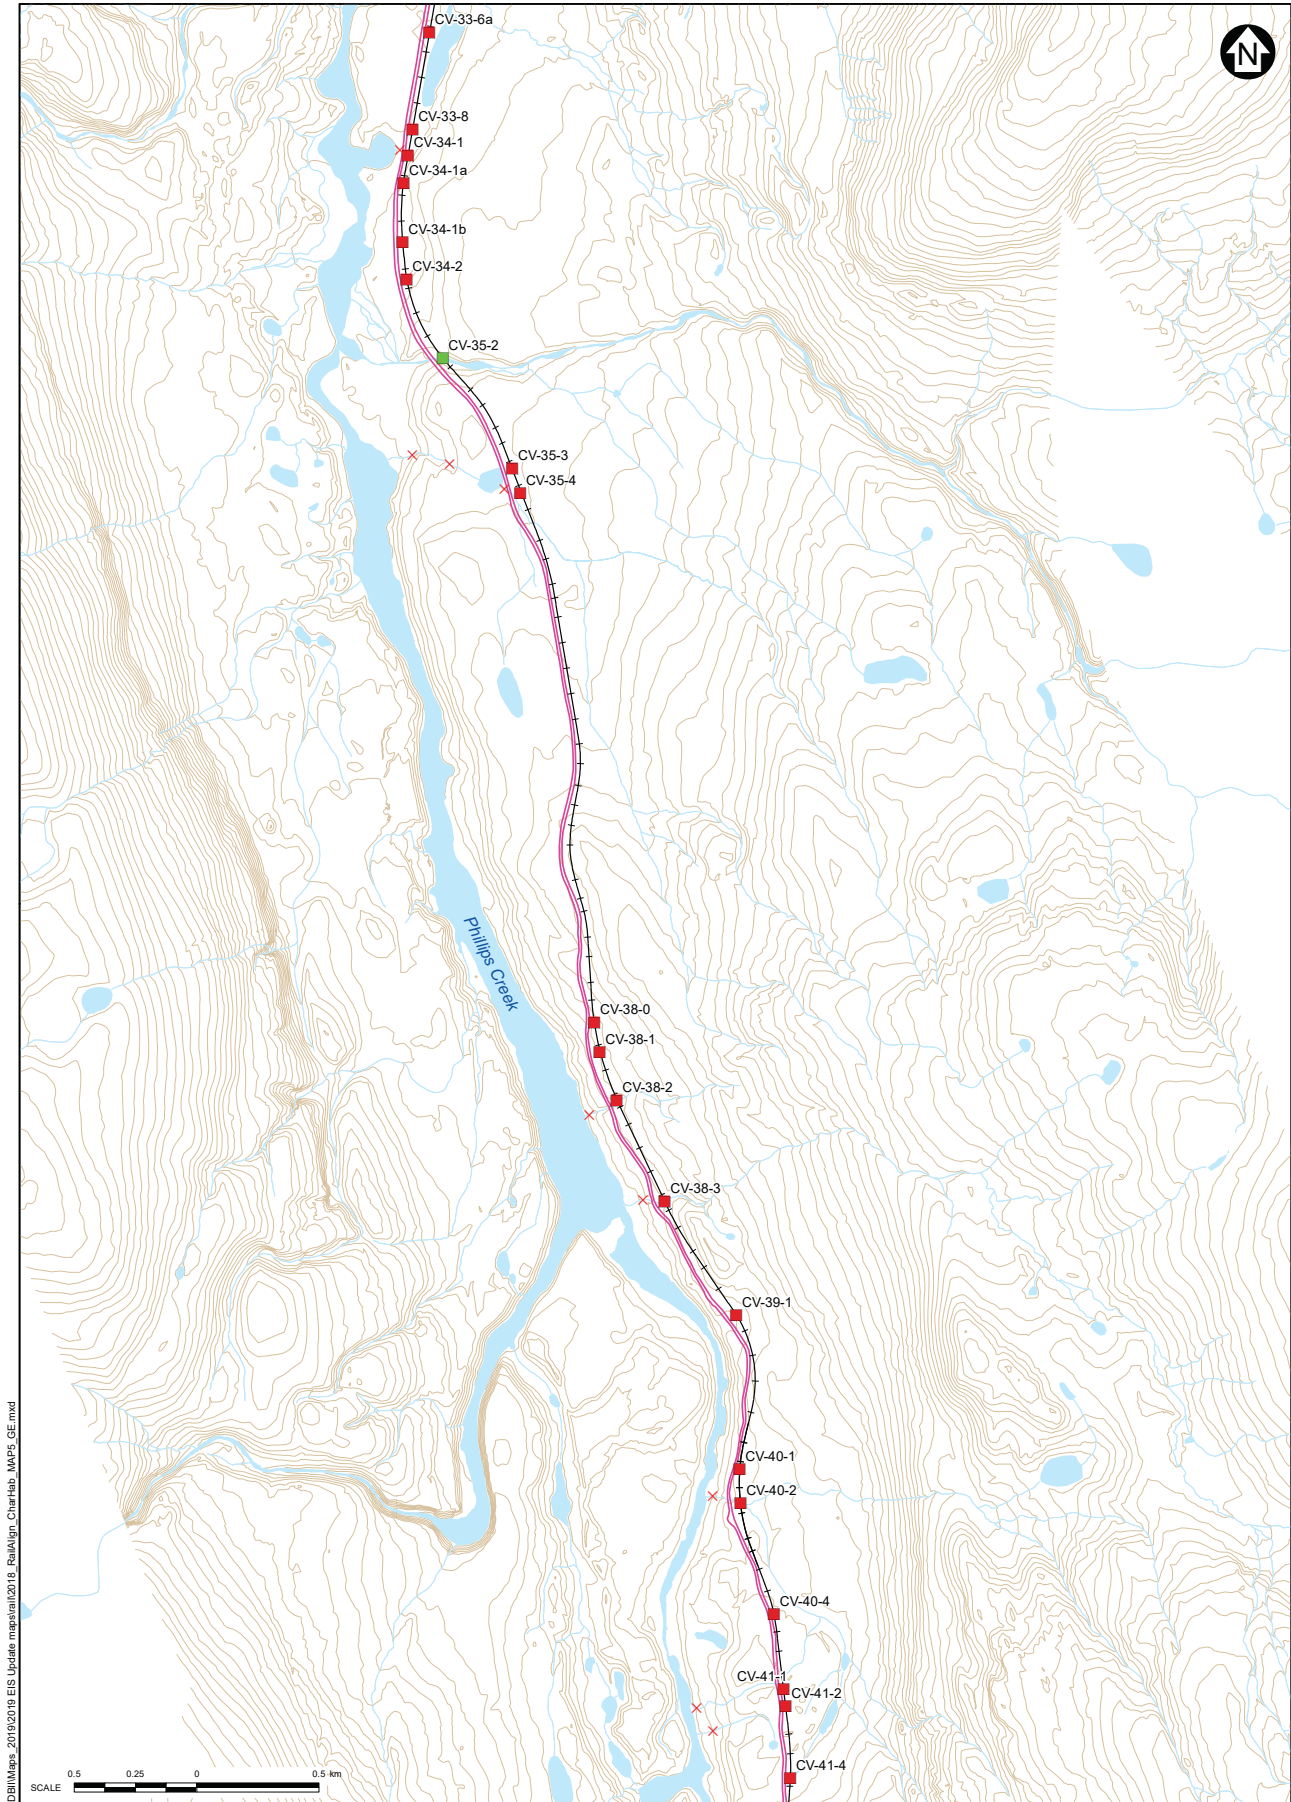 CV-33-6a
N
CV-33-8
CV-34-1
CV-34-1a
CV-34-1b
CV-34-2
CV-35-2
CV-35-3
CV-35-4
Phillips Creek
CV-38-0
CV-38-1
CV-38-2
CV-38-3
CV-39-1
CV-40-1
CV-40-2
CV-40-4
CV-41-1
CV-41-2
CV-41-4
SCALE 0.5 0.25 0 0.5 km
DBII\Maps_2019\2019 EIS Update maps\rail\2018_RailAlign_CharHab_MAP5_GE.mxd